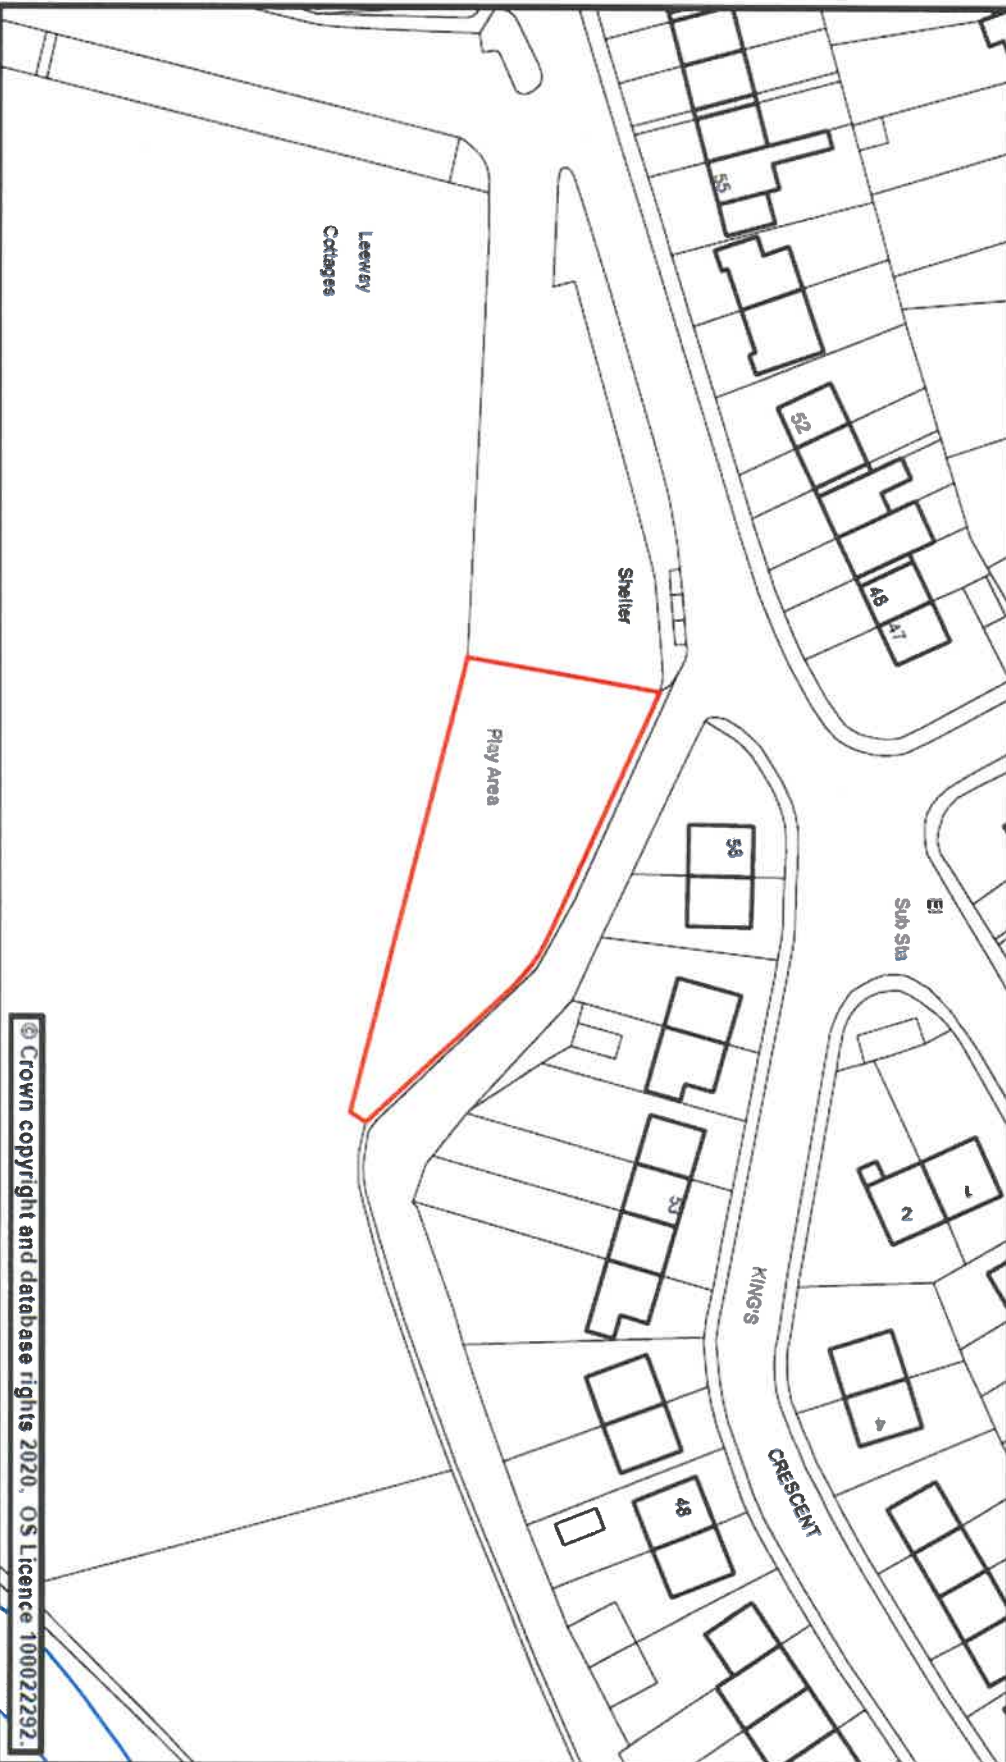 55
52
48
47
Leeway
Cottages
Shelter
Play Area
58
El
Sub Sta
53
1
2
KING'S
CRESCENT
4
48
© Crown copyright and database rights 2020. OS Licence 100022292.